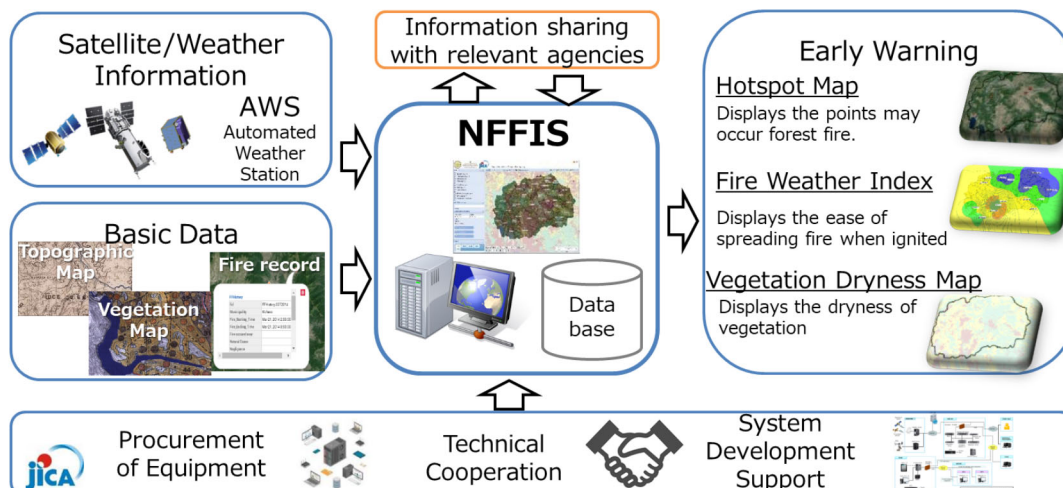 Satellite/Weather
Information
AWS
Automated
Weather
Station
Information sharing
with relevant agencies
NFFIS
Data
base
Basic Data
Topographic
Map
Vegetation
Map
Fire record
Early Warning
Hotspot Map
Displays the points may
occur forest fire.
Fire Weather Index
Displays the ease of
spreading fire when ignited
Vegetation Dryness Map
Displays the dryness of
vegetation
jica
Procurement
of Equipment
Technical
Cooperation
System
Development
Support